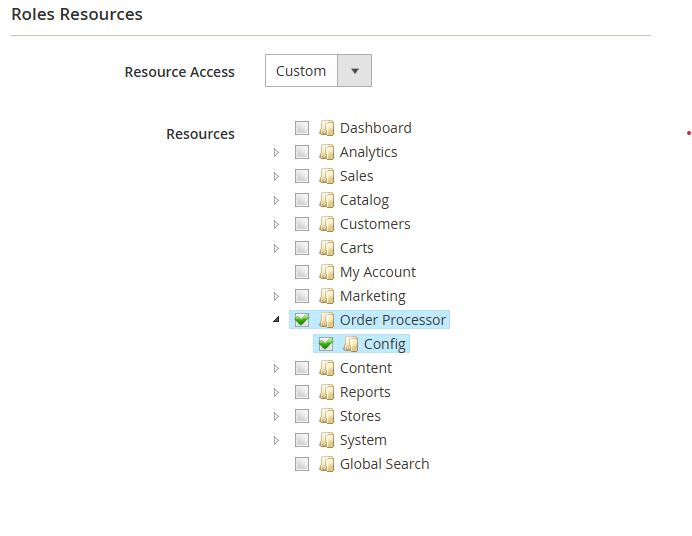 Roles Resources
Resource Access Custom
Resources
Dashboard
Analytics
Sales
Catalog
Customers
Carts
My Account
Marketing
Order Processor
Config
Content
Reports
Stores
System
Global Search